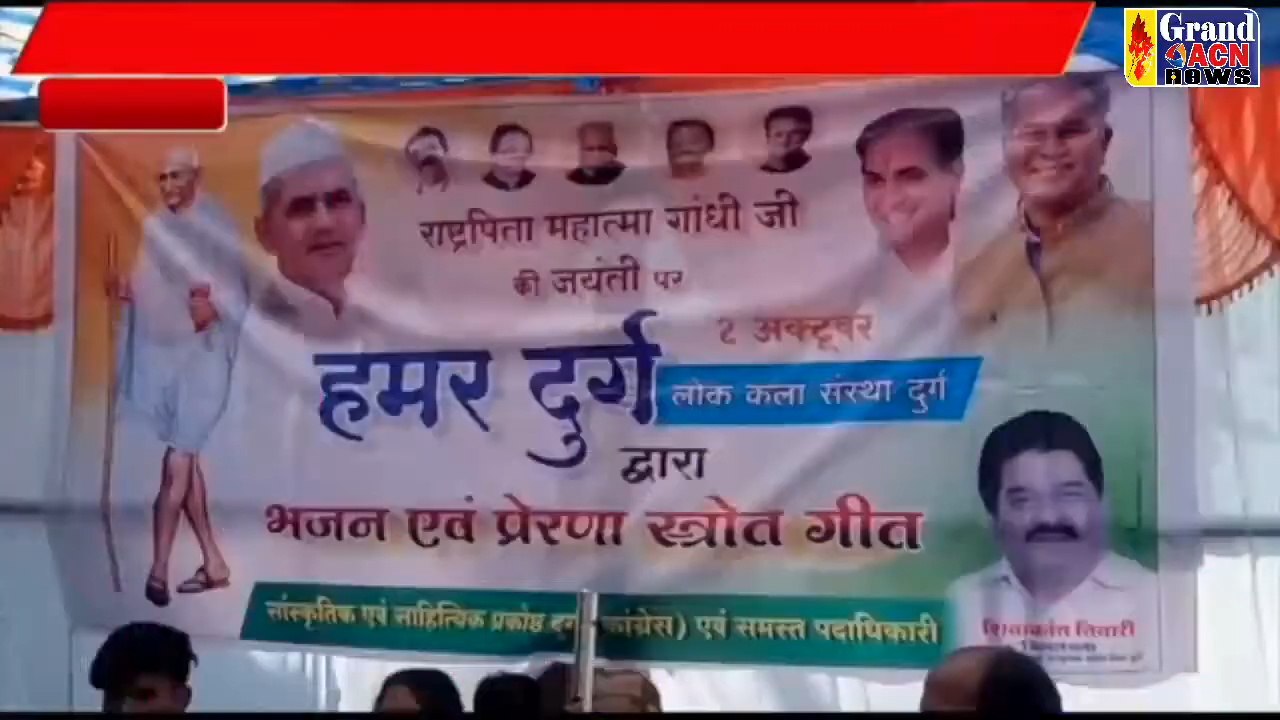 Grand
ACN
NEWS
राष्ट्रपिता महात्मा गांधी जी
की जयंती पर
2 अक्टूबर
हमर दुर्ग
लोक कला संस्था दुर्ग
द्वारा
भजन एवं प्रेरणा स्त्रोत गीत
सांस्कृतिक एवं साहित्यिक प्रकोष्ठ कांग्रेस) एवं समस्त पदाधिकारी
शिवाकांत तिवारी